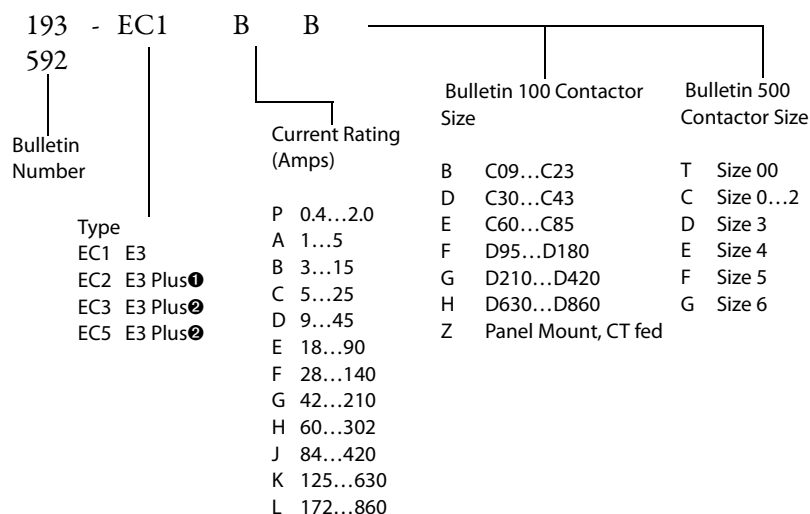 193 - EC1 B B
592
Bulletin
Number
Type
EC1 E3
EC2 E3 Plus❶
EC3 E3 Plus❷
EC5 E3 Plus❷
Current Rating
(Amps)
P 0.4…2.0
A 1…5
B 3…15
C 5…25
D 9…45
E 18…90
F 28…140
G 42…210
H 60…302
J 84…420
K 125…630
L 172…860
Bulletin 100 Contactor
Size
B C09…C23
D C30…C43
E C60…C85
F D95…D180
G D210…D420
H D630…D860
Z Panel Mount, CT fed
Bulletin 500
Contactor Size
T Size 00
C Size 0…2
D Size 3
E Size 4
F Size 5
G Size 6